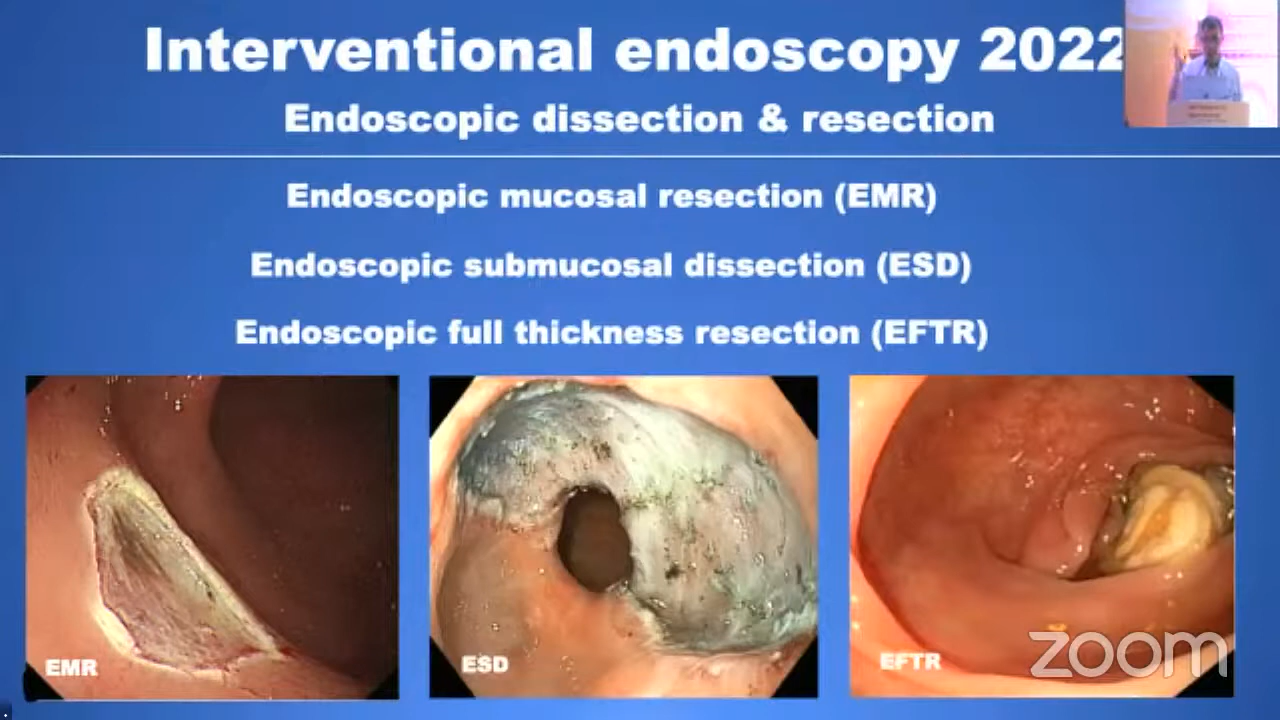 Interventional endoscopy 2022
Endoscopic dissection & resection
Endoscopic mucosal resection (EMR)
Endoscopic submucosal dissection (ESD)
Endoscopic full thickness resection (EFTR)
EMR
ESD
EFTR
zoom